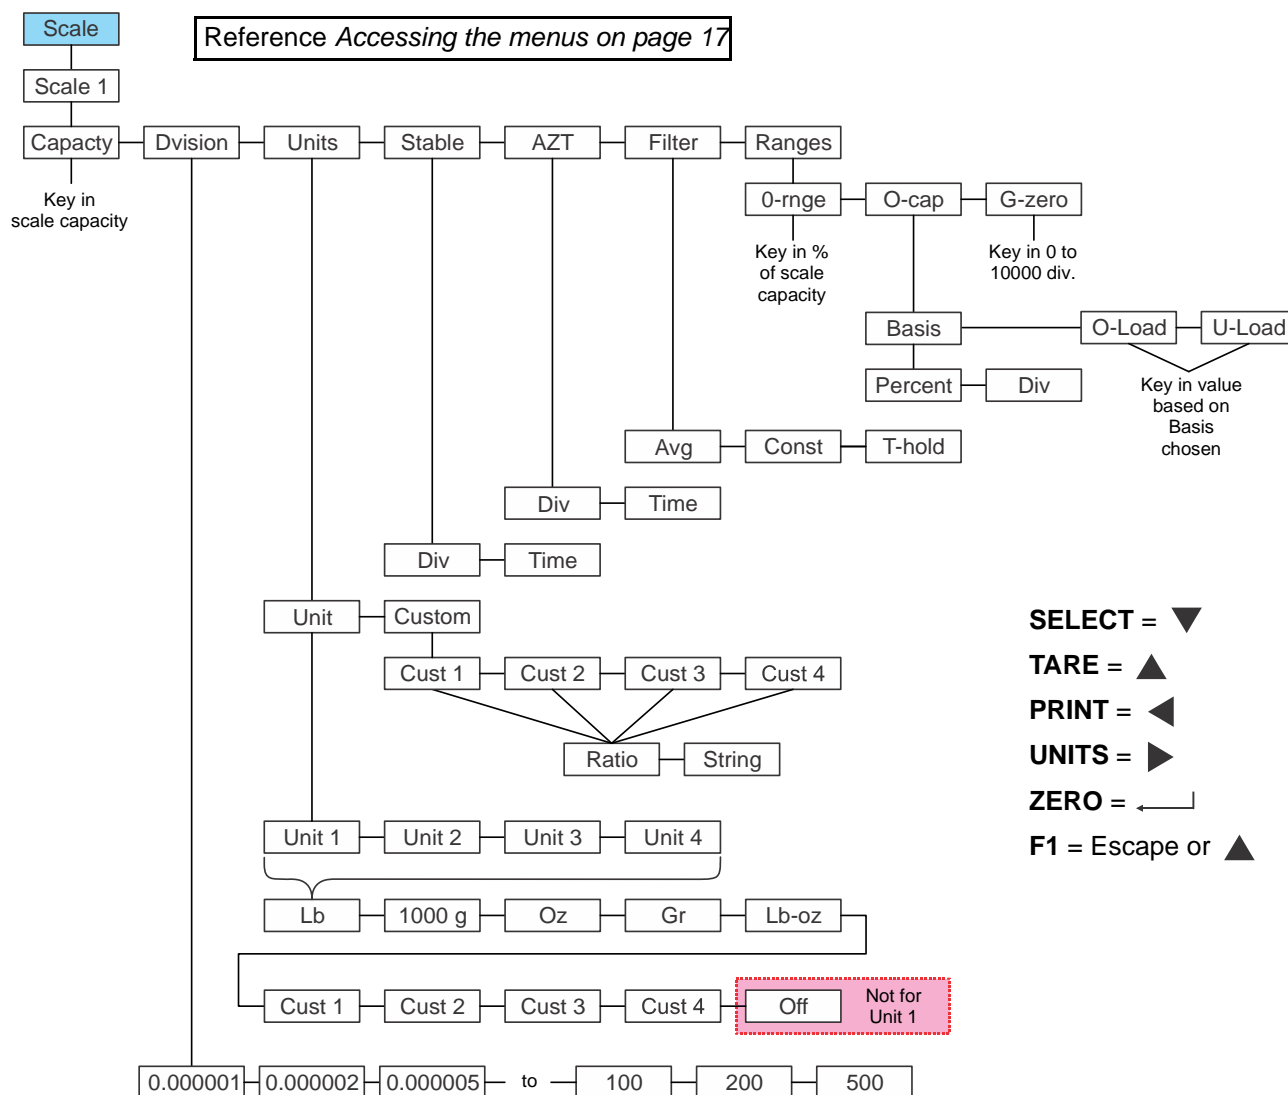 Scale
Reference Accessing the menus on page 17
Scale 1
Capacty Dvision Units Stable AZT Filter Ranges
Key in
scale capacity
0-rnge O-cap G-zero
Key in %
of scale
capacity
Key in 0 to
10000 div.
Basis O-Load U-Load
Percent Div
Key in value
based on
Basis
chosen
Avg Const T-hold
Div Time
Div Time
Unit Custom
Cust 1 Cust 2 Cust 3 Cust 4
Ratio String
Unit 1 Unit 2 Unit 3 Unit 4
Lb 1000 g Oz Gr Lb-oz
Cust 1 Cust 2 Cust 3 Cust 4 Off
Not for
Unit 1
0.000001 0.000002 0.000005 to 100 200 500
SELECT =
TARE =
PRINT =
UNITS =
ZERO =
F1 = Escape or